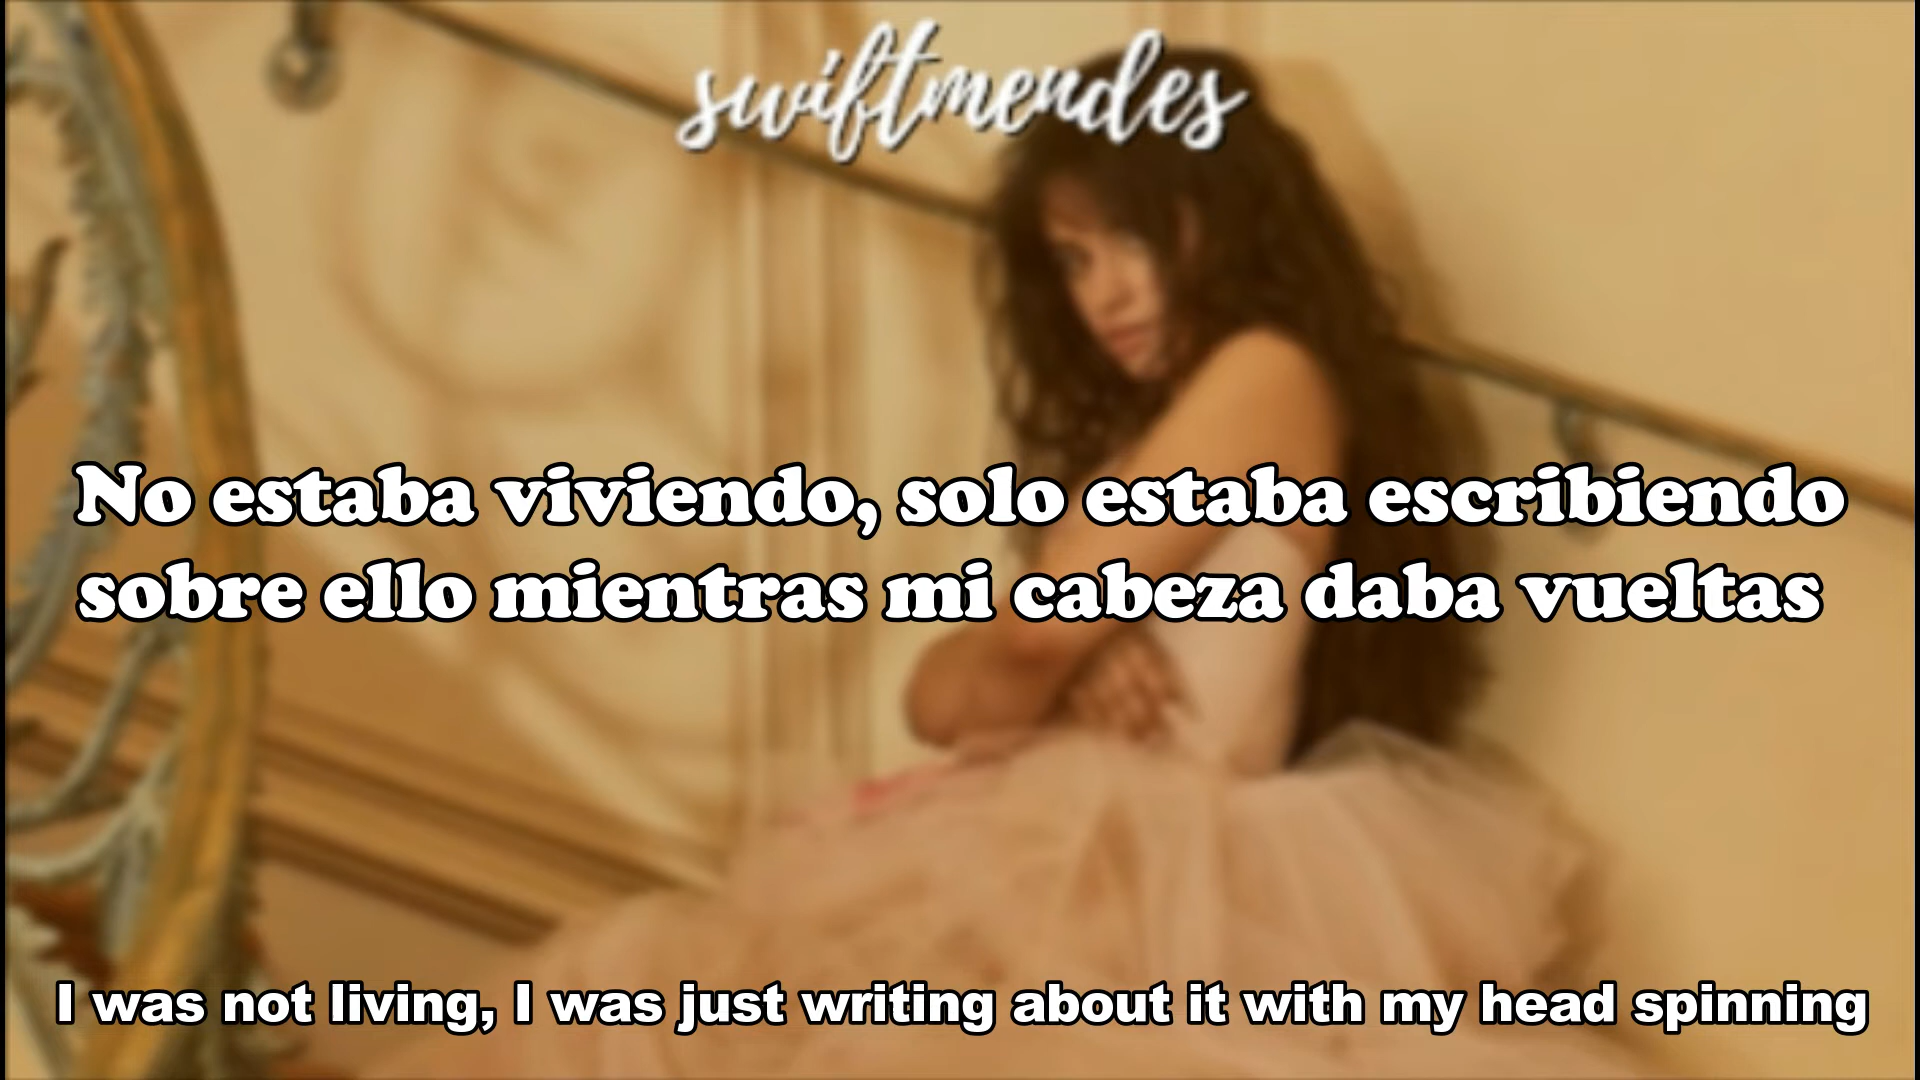 swiftmendes
No estaba viviendo, solo estaba escribiendo
sobre ello mientras mi cabeza daba vueltas
I was not living, I was just writing about it with my head spinning